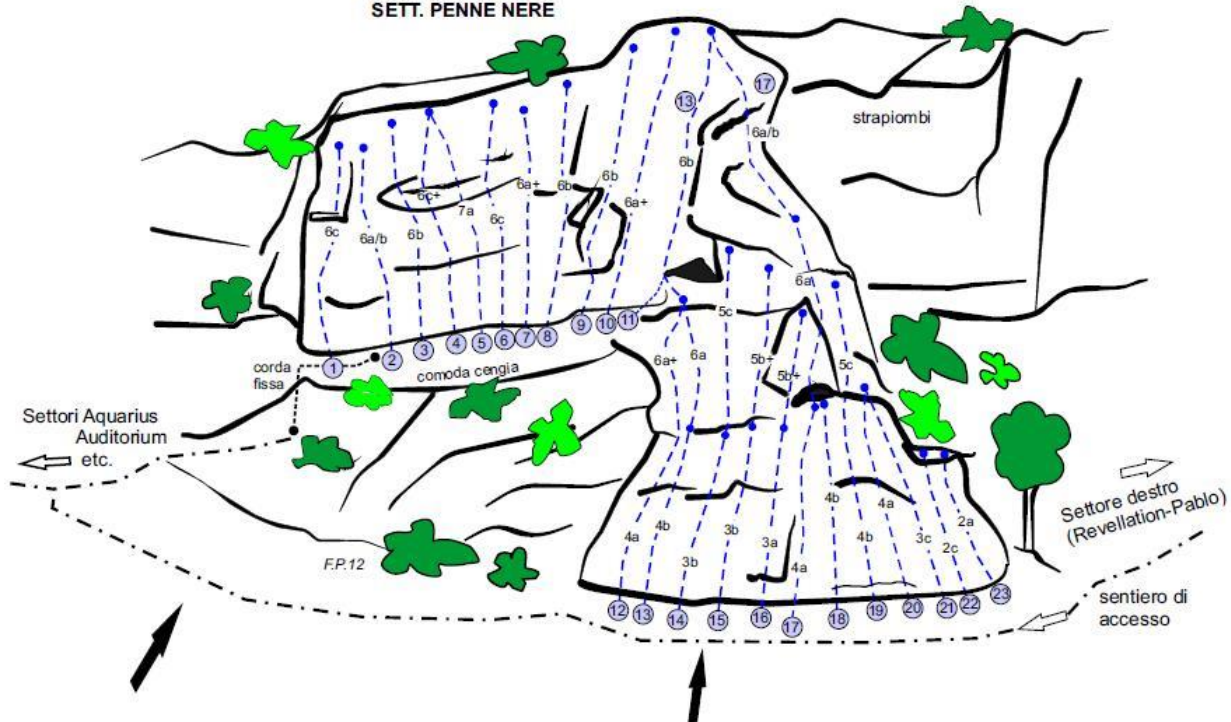 SETT. PENNE NERE
17
13
strapiombi
6a/b
6b
6c+
6a+
6b
6b
7a
6c
6a+
6c
6a/b
6b
6a
1
2
3
4
5
6
7
8
9
10
11
5c
corda
fissa
comoda cengia
6a+
6a
5b+
5b+
5c
Settori Aquarius
Auditorium
etc.
Settore destro
(Revellation-Pablo)
4a
4b
3b
3b
3a
4a
4b
4b
4a
3c
2c
2a
F.P.12
12
13
14
15
16
17
18
19
20
21
22
23
sentiero di
accesso